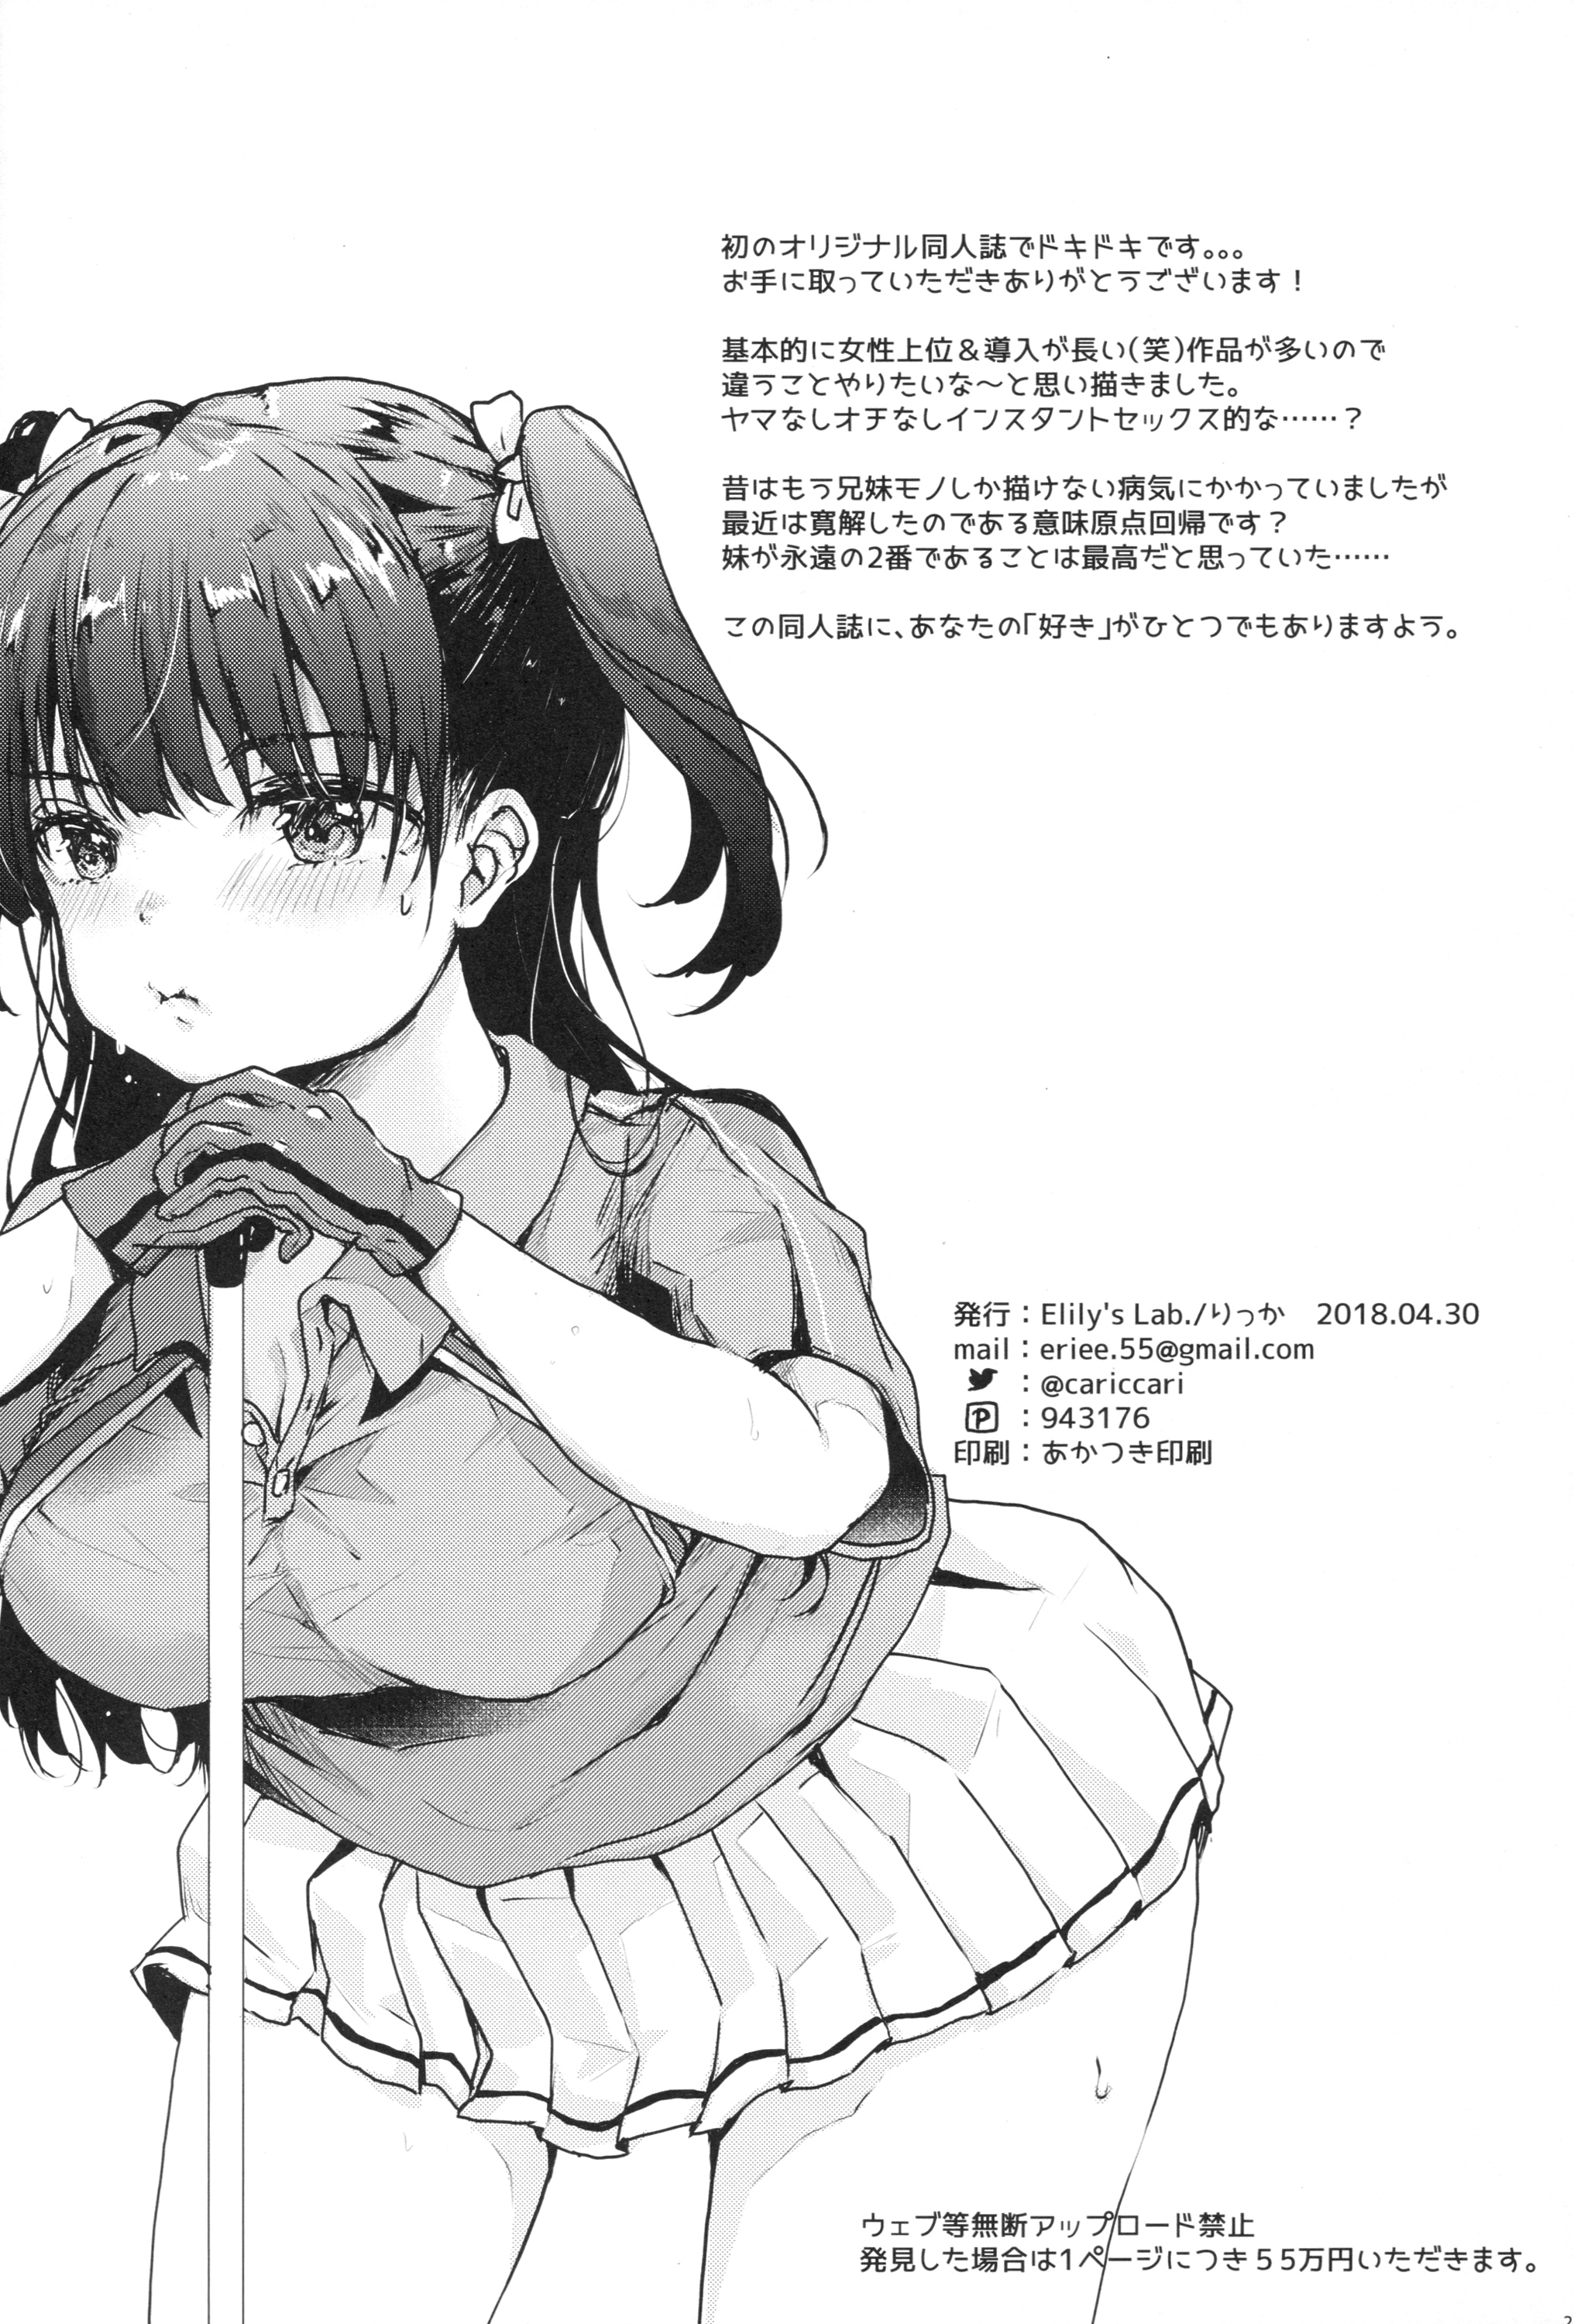 初のオリジナル同人誌でドキドキです｡｡｡
お手に取っていただきありがとうございます！
基本的に女性上位＆導入が長い(笑)作品が多いので
違うことやりたいな～と思い描きました。
ヤマなしオチなしインスタントセックス的な……？
昔はもう兄妹モノしか描けない病気にかかっていましたが
最近は寛解したのである意味原点回帰です？
妹が永遠の2番であることは最高だと思っていた……
この同人誌に、あなたの「好き」がひとつでもありますよう。
発行：Elily's Lab./りっか　2018.04.30
mail：eriee.55@gmail.com
：@cariccari
P：943176
印刷：あかつき印刷
ウェブ等無断アップロード禁止
発見した場合は1ページにつき５５万円いただきます。